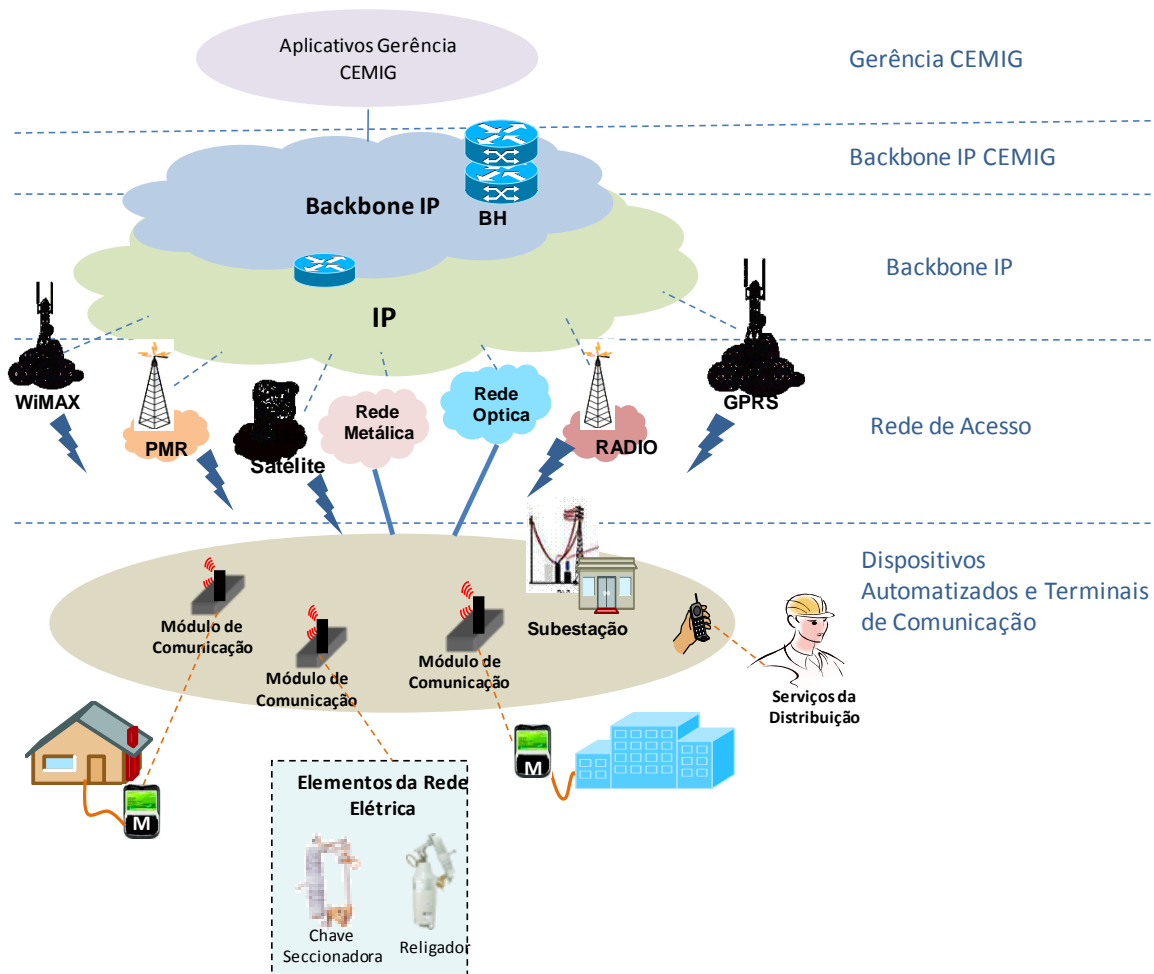 Aplicativos Gerência
CEMIG
Gerência CEMIG
Backbone IP CEMIG
Backbone IP
BH
Backbone IP
IP
WiMAX
PMR
Satélite
Rede
Metálica
Rede
Optica
RADIO
GPRS
Rede de Acesso
Dispositivos
Automatizados e Terminais
de Comunicação
Módulo de
Comunicação
Módulo de
Comunicação
Módulo de
Comunicação
Subestação
Serviços da
Distribuição
M
M
Elementos da Rede
Elétrica
Chave
Seccionadora
Religador